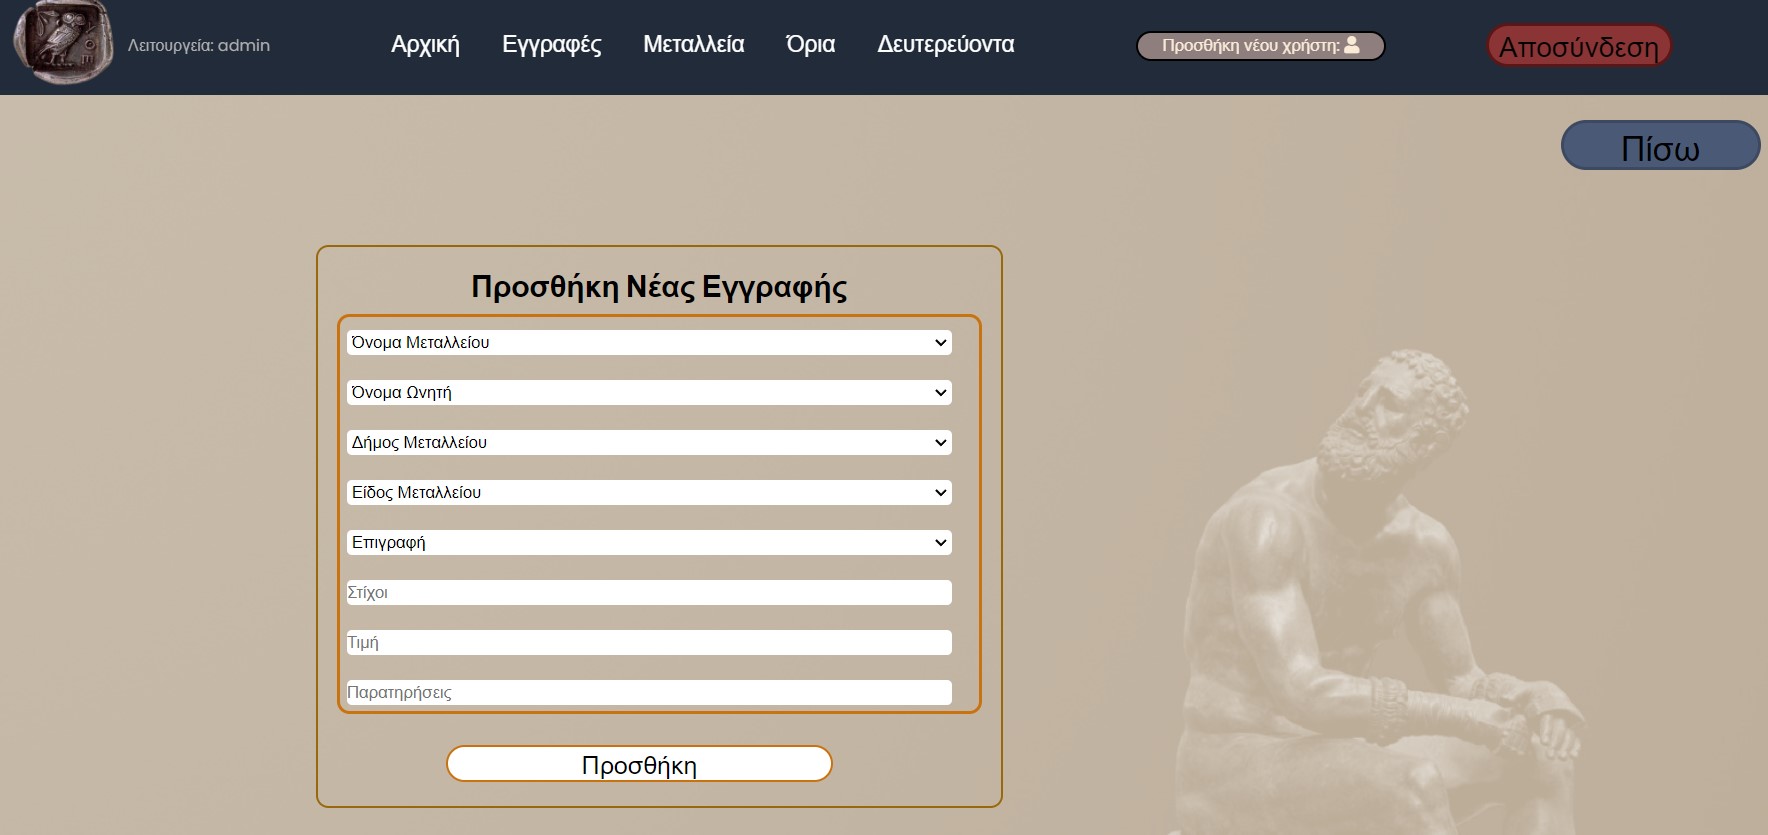 Λειτουργεία: admin
Αρχική Εγγραφές Μεταλλεία Όρια Δευτερεύοντα
Προσθήκη νέου χρήστη:
Αποσύνδεση
Πίσω
Προσθήκη Νέας Εγγραφής
Όνομα Μεταλλείου
Όνομα Ωνητή
Δήμος Μεταλλείου
Είδος Μεταλλείου
Επιγραφή
Στίχοι
Τιμή
Παρατηρήσεις
Προσθήκη